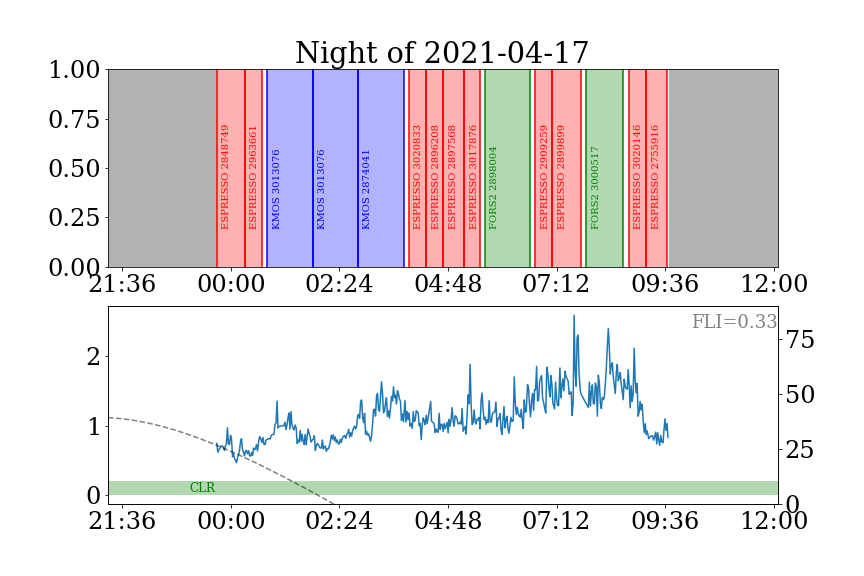 Night of 2021-04-17
1.00
0.75
0.50
0.25
0.00
ESPRESSO 2848749
ESPRESSO 2963661
KMOS 3013076
KMOS 3013076
KMOS 2874041
ESPRESSO 3020833
ESPRESSO 2896208
ESPRESSO 2897568
ESPRESSO 3017876
FORS2 2898004
ESPRESSO 2909259
ESPRESSO 2899899
FORS2 3000517
ESPRESSO 3020146
ESPRESSO 2755916
21:36 00:00 02:24 04:48 07:12 09:36 12:00
FLI=0.33
2
1
0
75
50
25
0
CLR
21:36 00:00 02:24 04:48 07:12 09:36 12:00